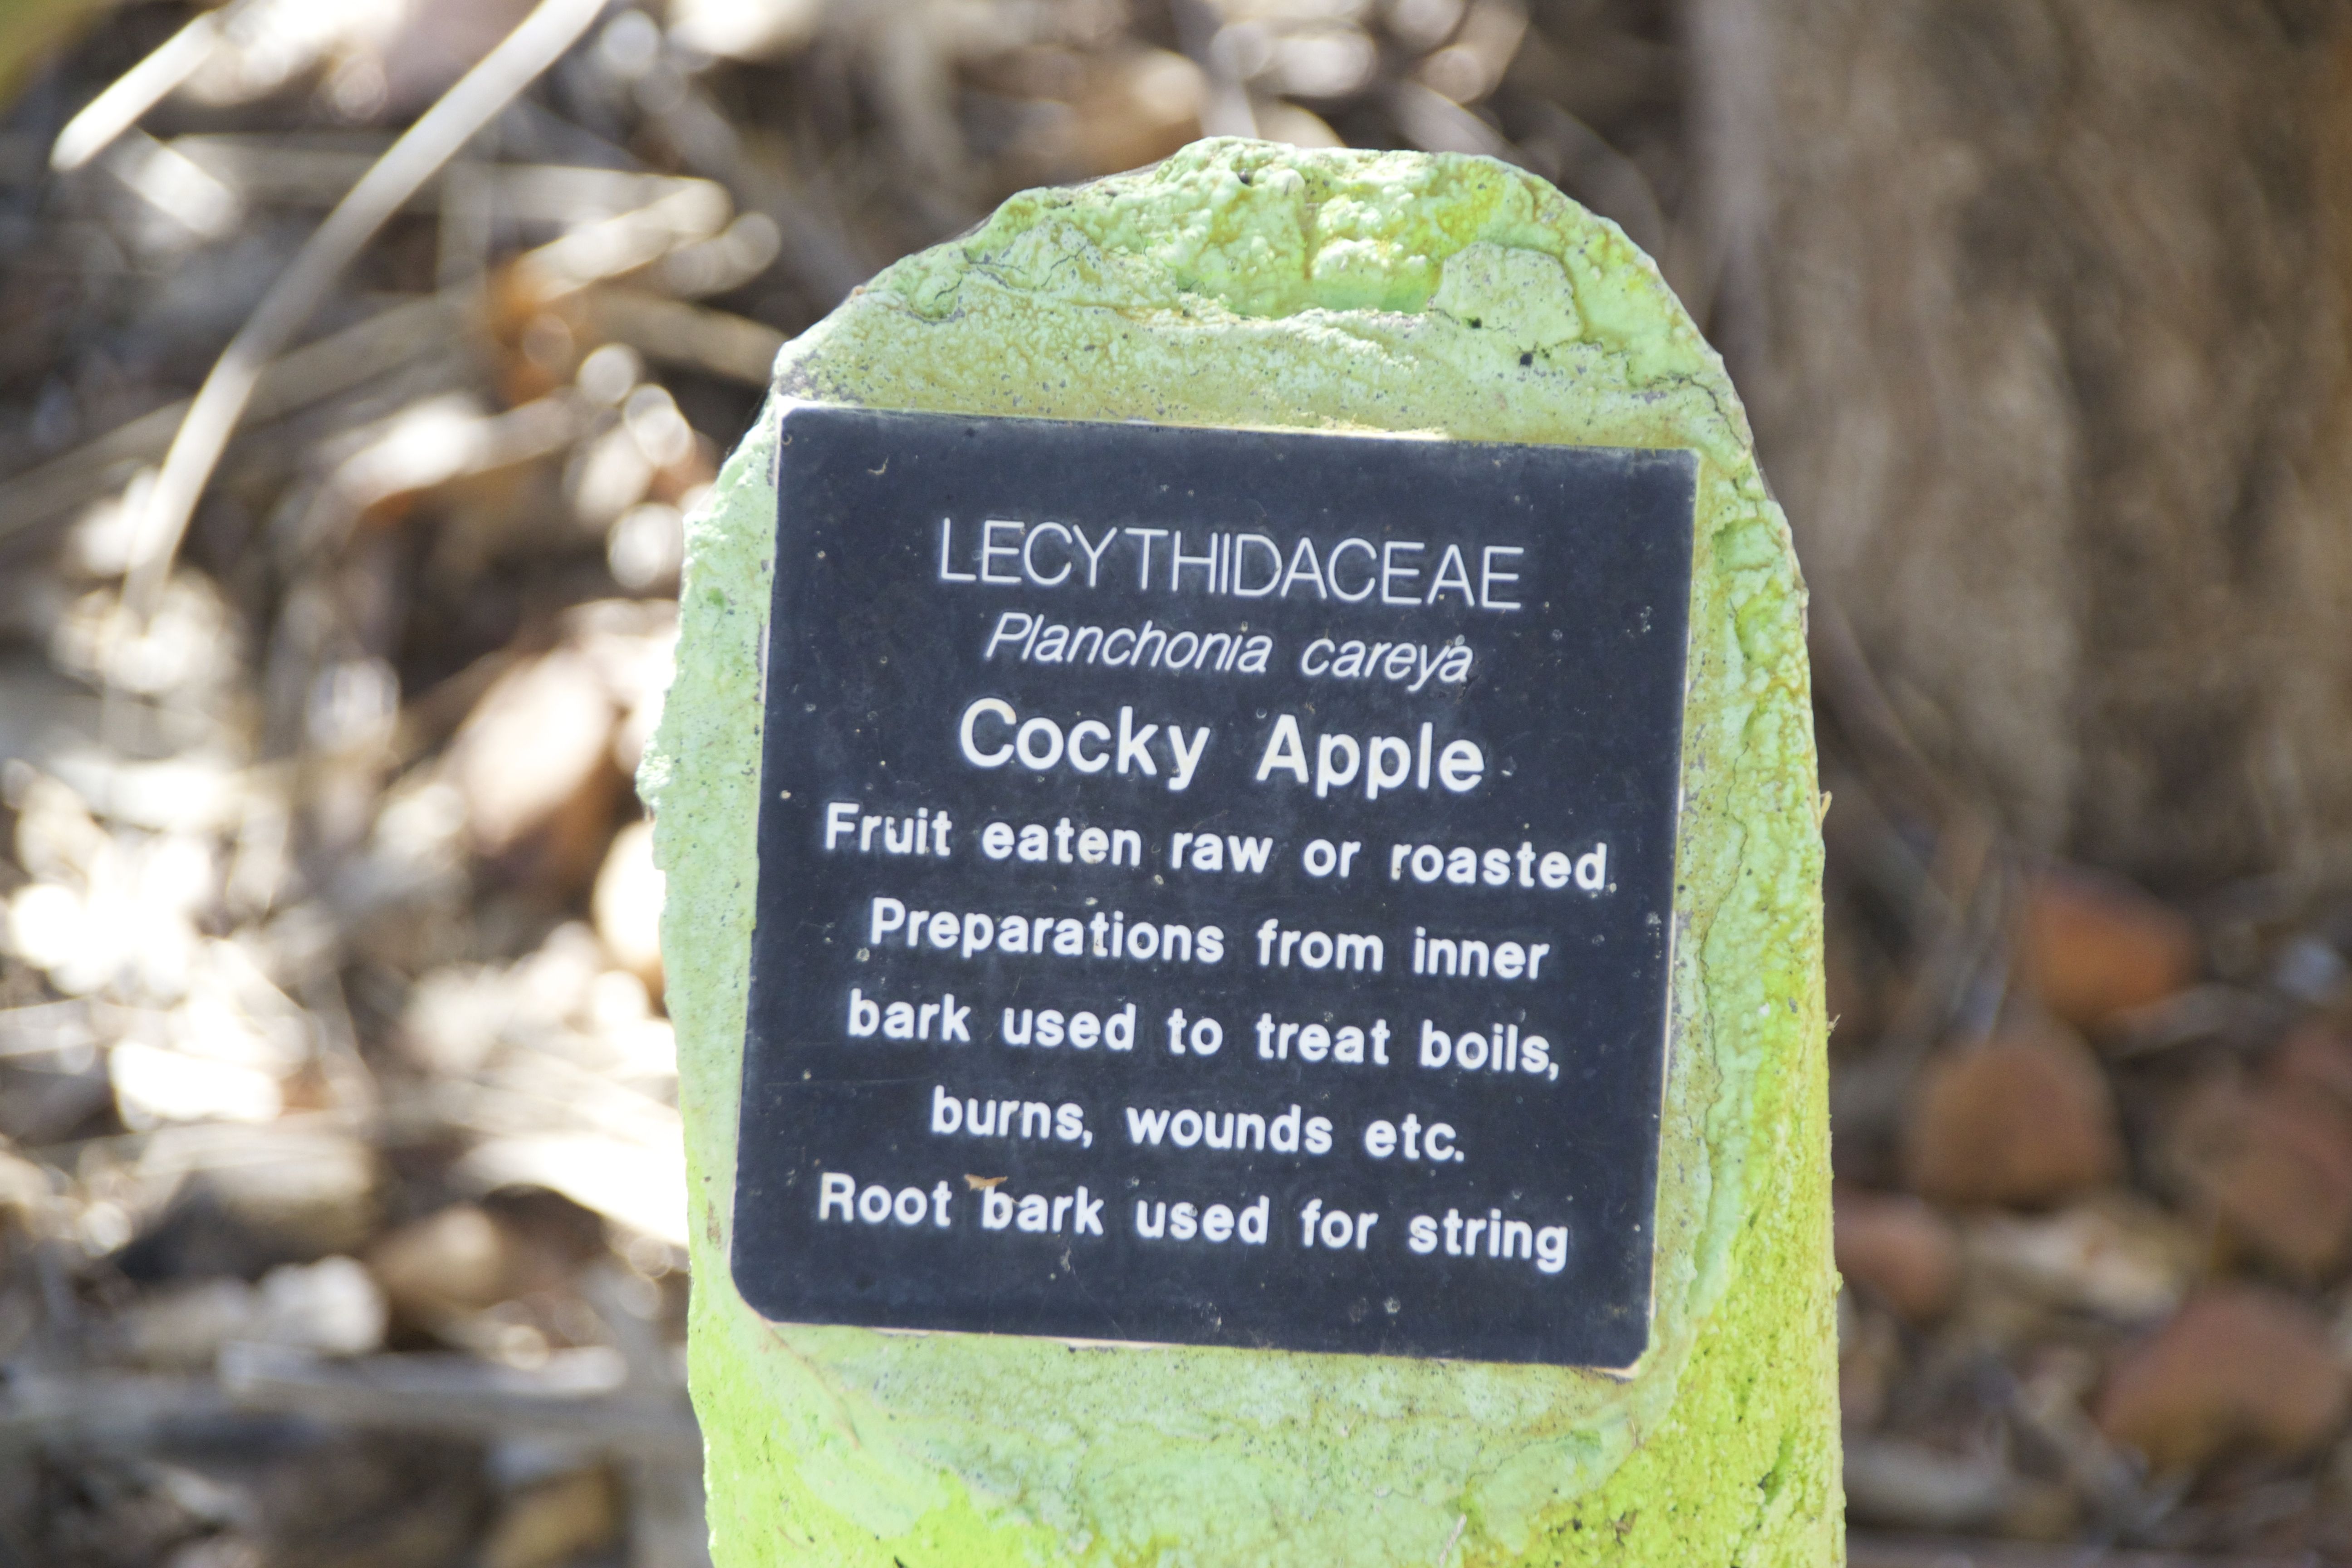 LECYTHIDACEAE
Planchonia careya
Cocky Apple
Fruit eaten raw or roasted
Preparations from inner
bark used to treat boils,
burns, wounds etc.
Root bark used for string